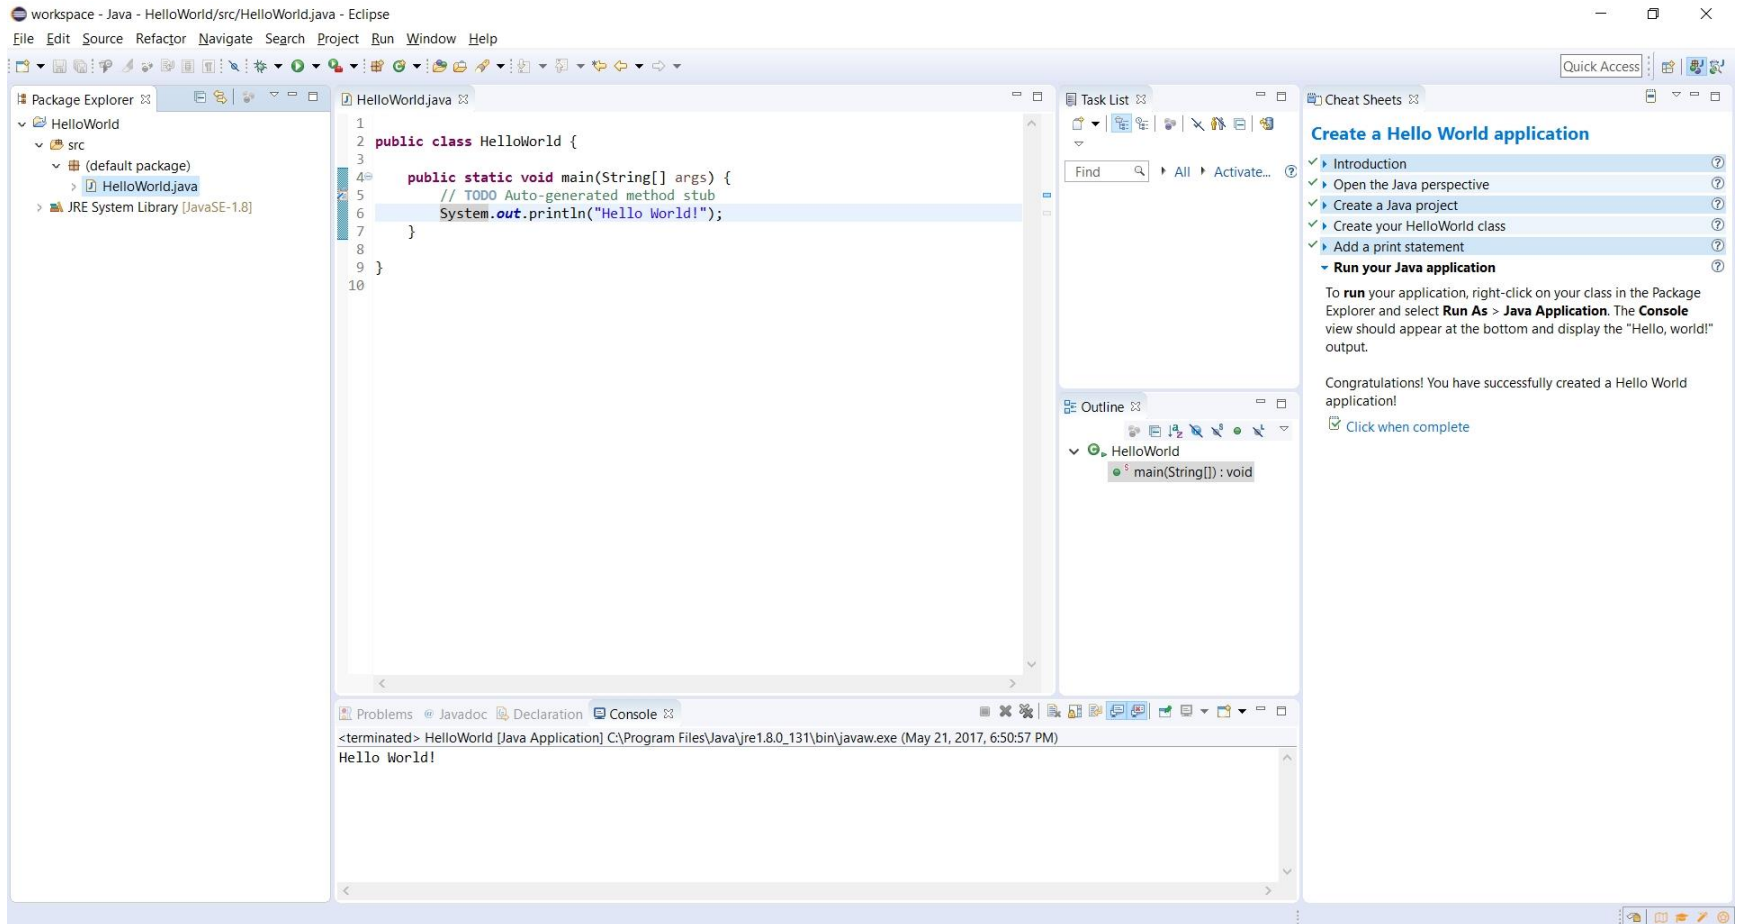 workspace - Java - HelloWorld/src/HelloWorld.java - Eclipse
File Edit Source Refactor Navigate Search Project Run Window Help
Quick Access
Package Explorer
HelloWorld
src
(default package)
HelloWorld.java
JRE System Library [JavaSE-1.8]
HelloWorld.java
1
2 public class HelloWorld {
3
4 public static void main(String[] args) {
5 // TODO Auto-generated method stub
6 System.out.println("Hello World!");
7 }
8
9 }
10
Task List
Find All Activate...
Outline
HelloWorld
main(String[]) : void
Cheat Sheets
Create a Hello World application
Introduction
Open the Java perspective
Create a Java project
Create your HelloWorld class
Add a print statement
Run your Java application
To run your application, right-click on your class in the Package
Explorer and select Run As > Java Application. The Console
view should appear at the bottom and display the "Hello, world!"
output.
Congratulations! You have successfully created a Hello World
application!
Click when complete
Problems Javadoc Declaration Console
<terminated> HelloWorld [Java Application] C:\Program Files\Java\jre1.8.0_131\bin\javaw.exe (May 21, 2017, 6:50:57 PM)
Hello World!